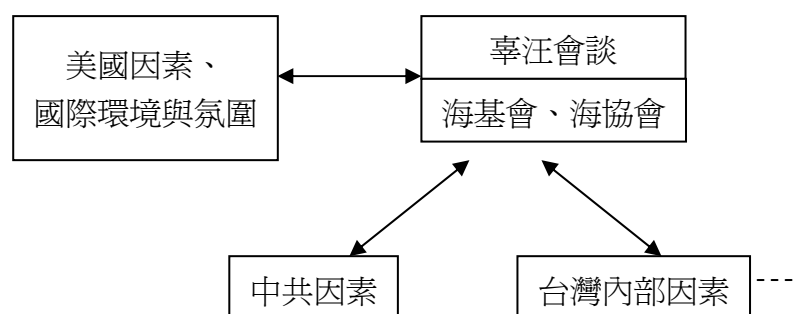 美國因素、
國際環境與氛圍
辜汪會談
海基會、海協會
中共因素
台灣內部因素